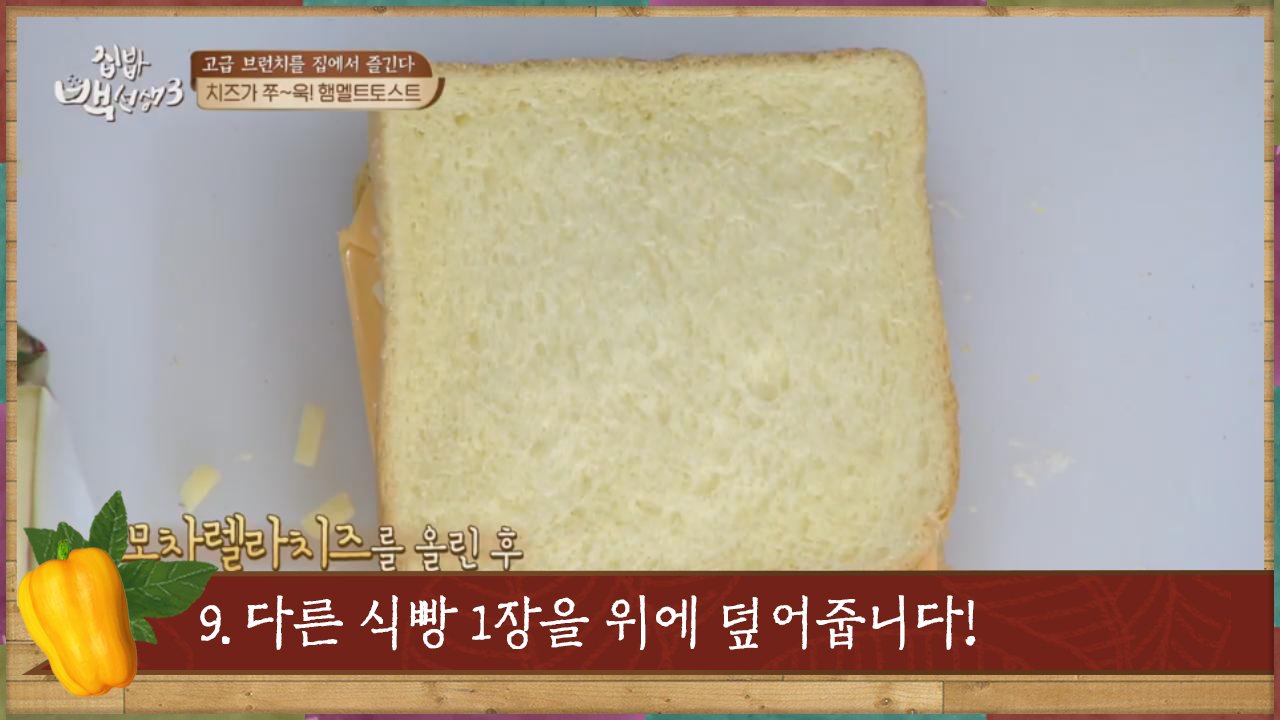 집밥
백선생3
고급 브런치를 집에서 즐긴다
치즈가 쭈~욱! 햄멜트토스트
모차렐라치즈를 올린 후
9. 다른 식빵 1장을 위에 덮어줍니다!